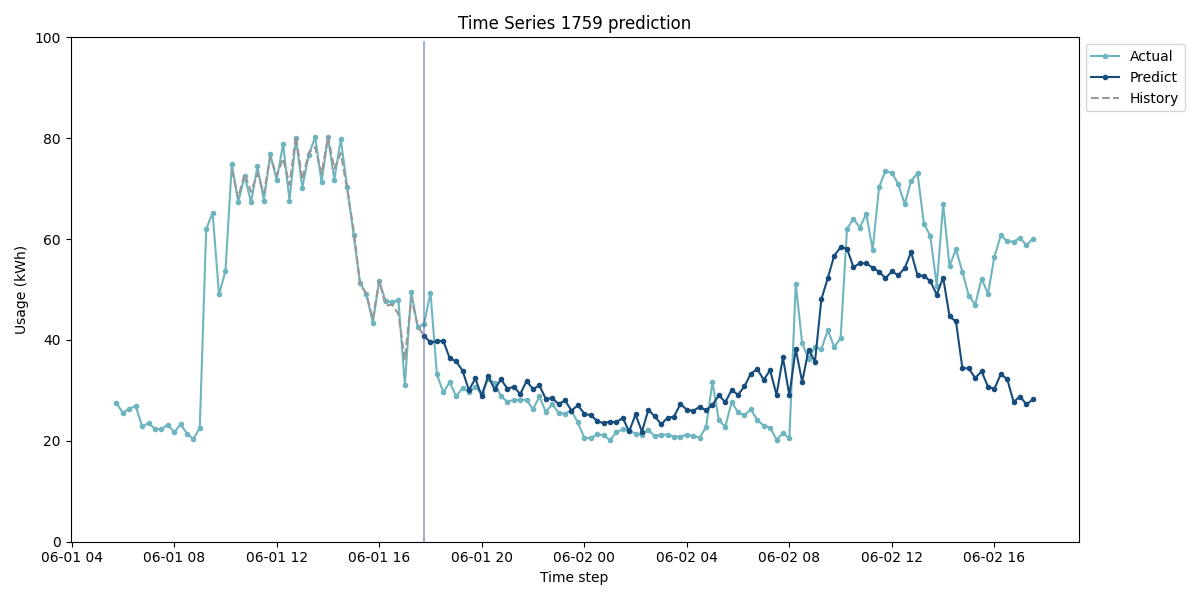 Time Series 1759 prediction
Usage (kWh)
100
80
60
40
20
0
06-01 04 06-01 08 06-01 12 06-01 16 06-01 20 06-02 00 06-02 04 06-02 08 06-02 12 06-02 16
Time step
Actual
Predict
History